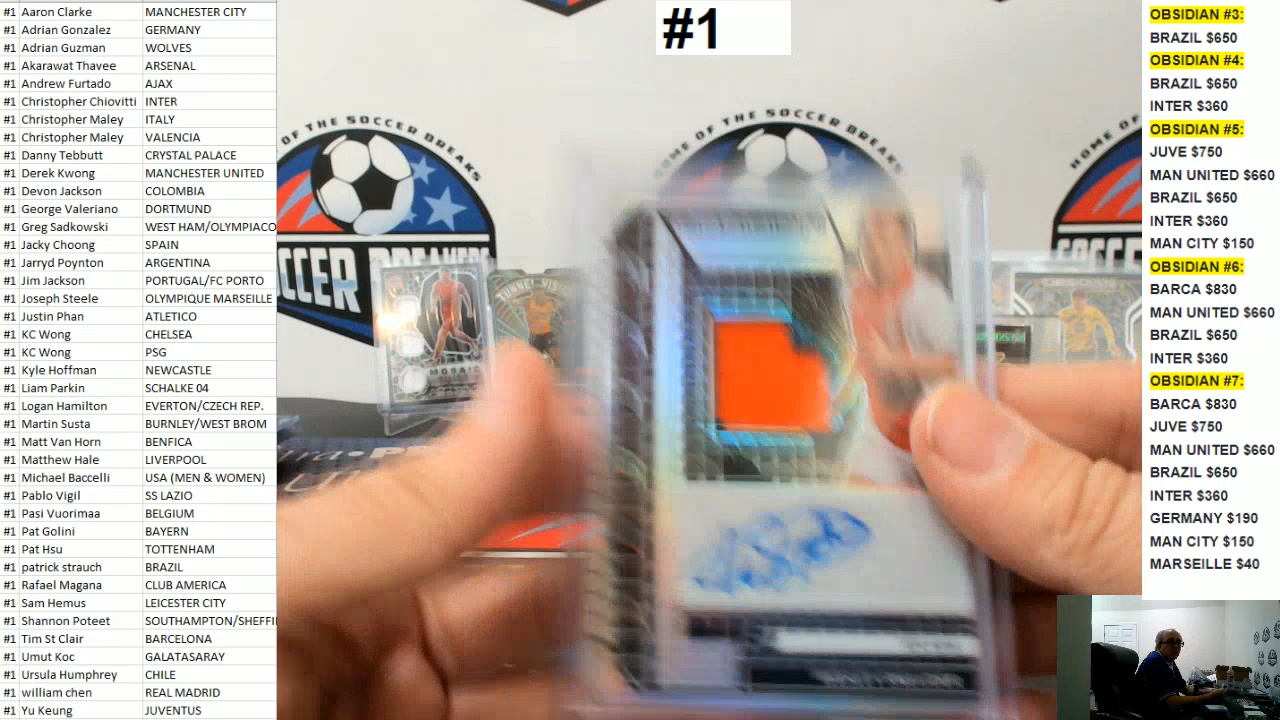 #1 Aaron Clarke MANCHESTER CITY
#1 Adrian Gonzalez GERMANY
#1 Adrian Guzman WOLVES
#1 Akarawat Thavee ARSENAL
#1 Andrew Furtado AJAX
#1 Christopher Chiovitti INTER
#1 Christopher Maley ITALY
#1 Christopher Maley VALENCIA
#1 Danny Tebbutt CRYSTAL PALACE
#1 Derek Kwong MANCHESTER UNITED
#1 Devon Jackson COLOMBIA
#1 George Valeriano DORTMUND
#1 Greg Sadkowski WEST HAM/OLYMPIACO
#1 Jacky Choong SPAIN
#1 Jarryd Poynton ARGENTINA
#1 Jim Jackson PORTUGAL/FC PORTO
#1 Joseph Steele OLYMPIQUE MARSEILLE
#1 Justin Phan ATLETICO
#1 KC Wong CHELSEA
#1 KC Wong PSG
#1 Kyle Hoffman NEWCASTLE
#1 Liam Parkin SCHALKE 04
#1 Logan Hamilton EVERTON/CZECH REP.
#1 Martin Susta BURNLEY/WEST BROM
#1 Matt Van Horn BENFICA
#1 Matthew Hale LIVERPOOL
#1 Michael Baccelli USA (MEN & WOMEN)
#1 Pablo Vigil SS LAZIO
#1 Pasi Vuorimaa BELGIUM
#1 Pat Golini BAYERN
#1 Pat Hsu TOTTENHAM
#1 patrick strauch BRAZIL
#1 Rafael Magana CLUB AMERICA
#1 Sam Hemus LEICESTER CITY
#1 Shannon Poteet SOUTHAMPTON/SHEFFI
#1 Tim St Clair BARCELONA
#1 Umut Koc GALATASARAY
#1 Ursula Humphrey CHILE
#1 william chen REAL MADRID
#1 Yu Keung JUVENTUS
#1
OF THE SOCCER BREAKS
SOCCER BREAKERS
MOSAIC
TUNNEL VIS
OME OF THE SOCCER BREAKS
OBSIDIAN
HOME OF
OBSIDIAN #3:
BRAZIL $650
OBSIDIAN #4:
BRAZIL $650
INTER $360
OBSIDIAN #5:
JUVE $750
MAN UNITED $660
BRAZIL $650
INTER $360
MAN CITY $150
OBSIDIAN #6:
BARCA $830
MAN UNITED $660
BRAZIL $650
INTER $360
OBSIDIAN #7:
BARCA $830
JUVE $750
MAN UNITED $660
BRAZIL $650
INTER $360
GERMANY $190
MAN CITY $150
MARSEILLE $40